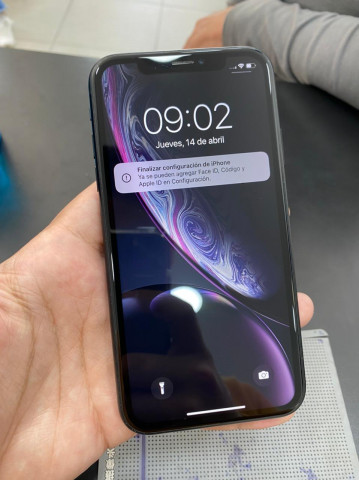 09:02
Jueves, 14 de abril
Finalizar configuración de iPhone
Ya se pueden agregar Face ID, Código y
Apple ID en Configuración.